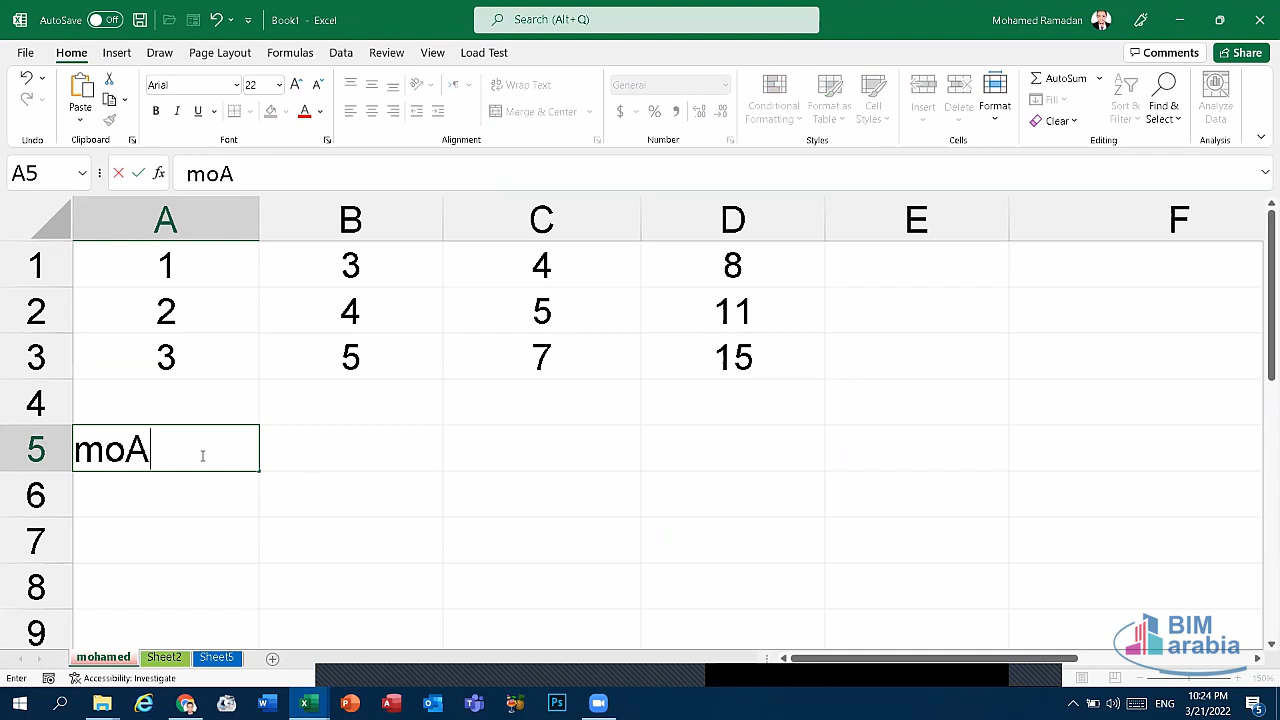 AutoSave Off Book1 - Excel Search (Alt+Q) Mohamed Ramadan
File Home Insert Draw Page Layout Formulas Data Review View Load Test Comments Share
Arial 22 Wrap Text General AutoSum
Paste B I U Merge & Center $ % Conditional Formatting Format as Table Cell Styles Insert Delete Format Fill Clear Sort & Filter Find & Select Analyze Data
Undo Clipboard Font Alignment Number Styles Cells Editing Analysis
A5 fx moA
A B C D E F
1 1 3 4 8
2 2 4 5 11
3 3 5 7 15
4
5 moA
6
7
8
9
BIM
arabia
mohamed Sheet2 Sheet5
Enter Accessibility: Investigate 150%
ENG 10:24 PM
3/21/2022